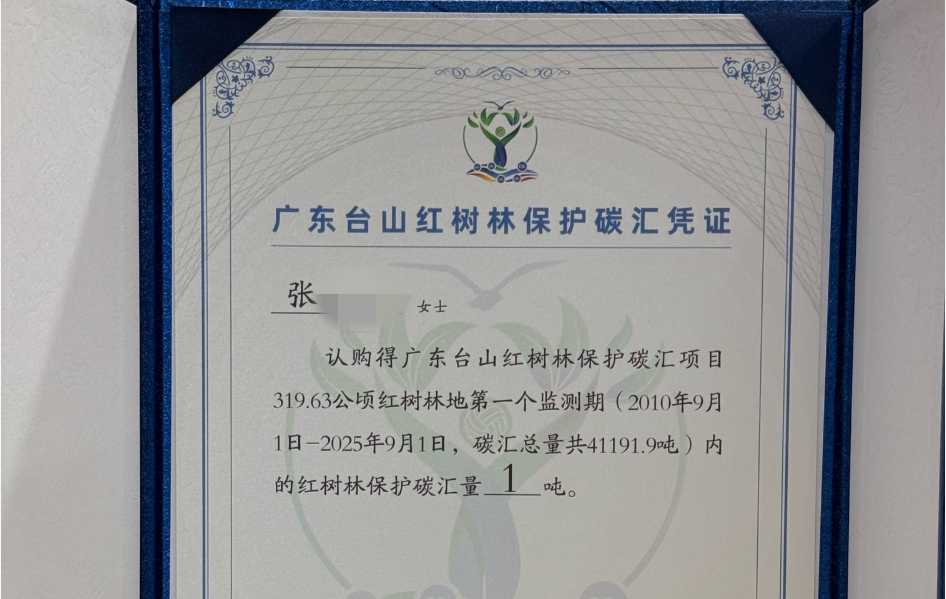 广东台山红树林保护碳汇凭证
张 女士
认购得广东台山红树林保护碳汇项目
319.63公顷红树林地第一个监测期（2010年9月
1日-2025年9月1日，碳汇总量共41191.9吨）内
的红树林保护碳汇量1吨。